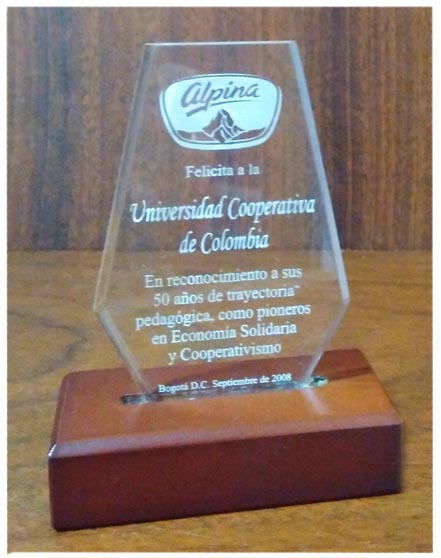 alpina
Felicita a la
Universidad Cooperativa
de Colombia
En reconocimiento a sus
50 años de trayectoria
pedagógica, como pioneros
en Economía Solidaria
y Cooperativismo
Bogotá D.C. Septiembre de 2008